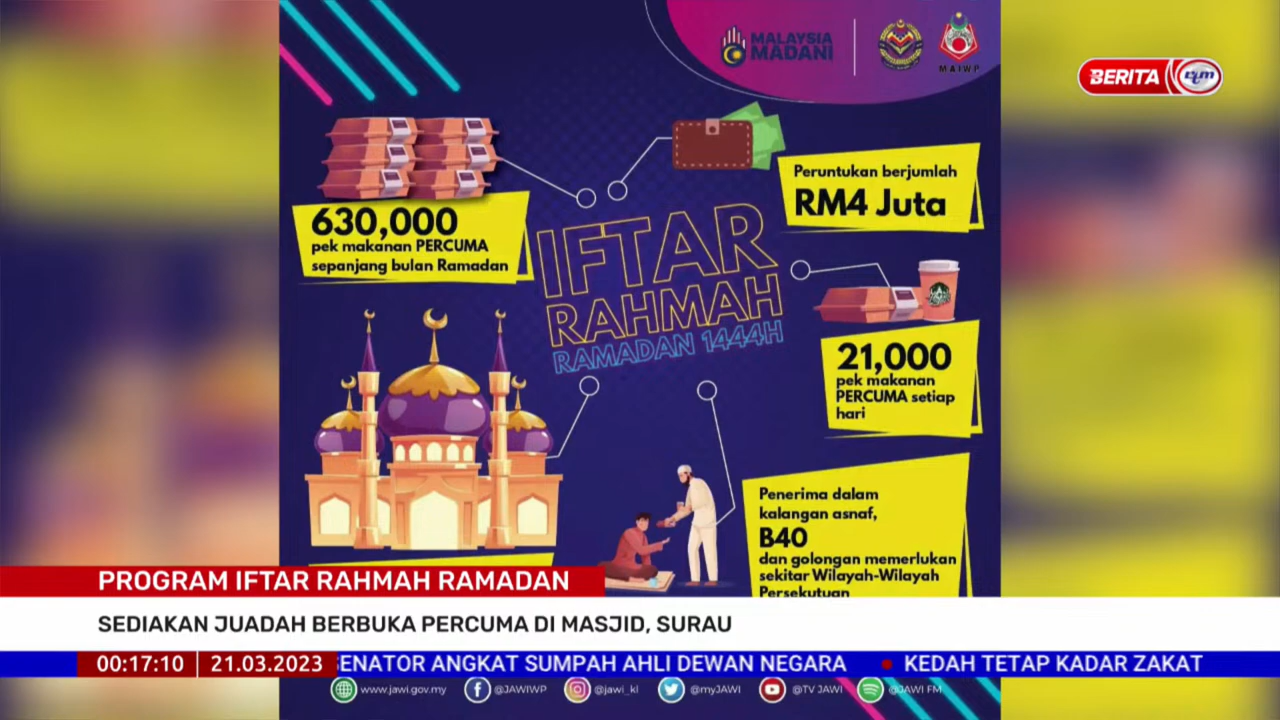 MALAYSIA
MADANI
MAIWP
BERITA rtm
630,000
pek makanan PERCUMA
sepanjang bulan Ramadan
Peruntukan berjumlah
RM4 Juta
IFTAR
RAHMAH
RAMADAN 1444H
21,000
pek makanan
PERCUMA setiap
hari
Penerima dalam
kalangan asnaf,
B40
dan golongan memerlukan
sekitar Wilayah-Wilayah
Persekutuan
PROGRAM IFTAR RAHMAH RAMADAN
SEDIAKAN JUADAH BERBUKA PERCUMA DI MASJID, SURAU
00:17:10 21.03.2023 ENATOR ANGKAT SUMPAH AHLI DEWAN NEGARA • KEDAH TETAP KADAR ZAKAT
www.jawi.gov.my @JAWIWP @jawi_kl @myJAWI @TV JAWI @JAWI FM